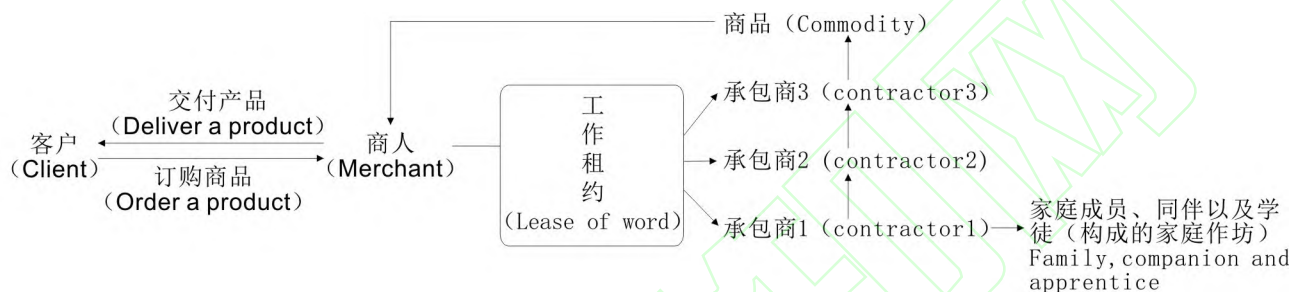 商品（Commodity）
交付产品
（Deliver a product）
客户
（Client）
商人
（Merchant）
订购商品
（Order a product）
工
作
租
约
(Lease of word)
承包商3（contractor3）
承包商2（contractor2）
承包商1（contractor1）
家庭成员、同伴以及学
徒（构成的家庭作坊）
Family,companion and
apprentice